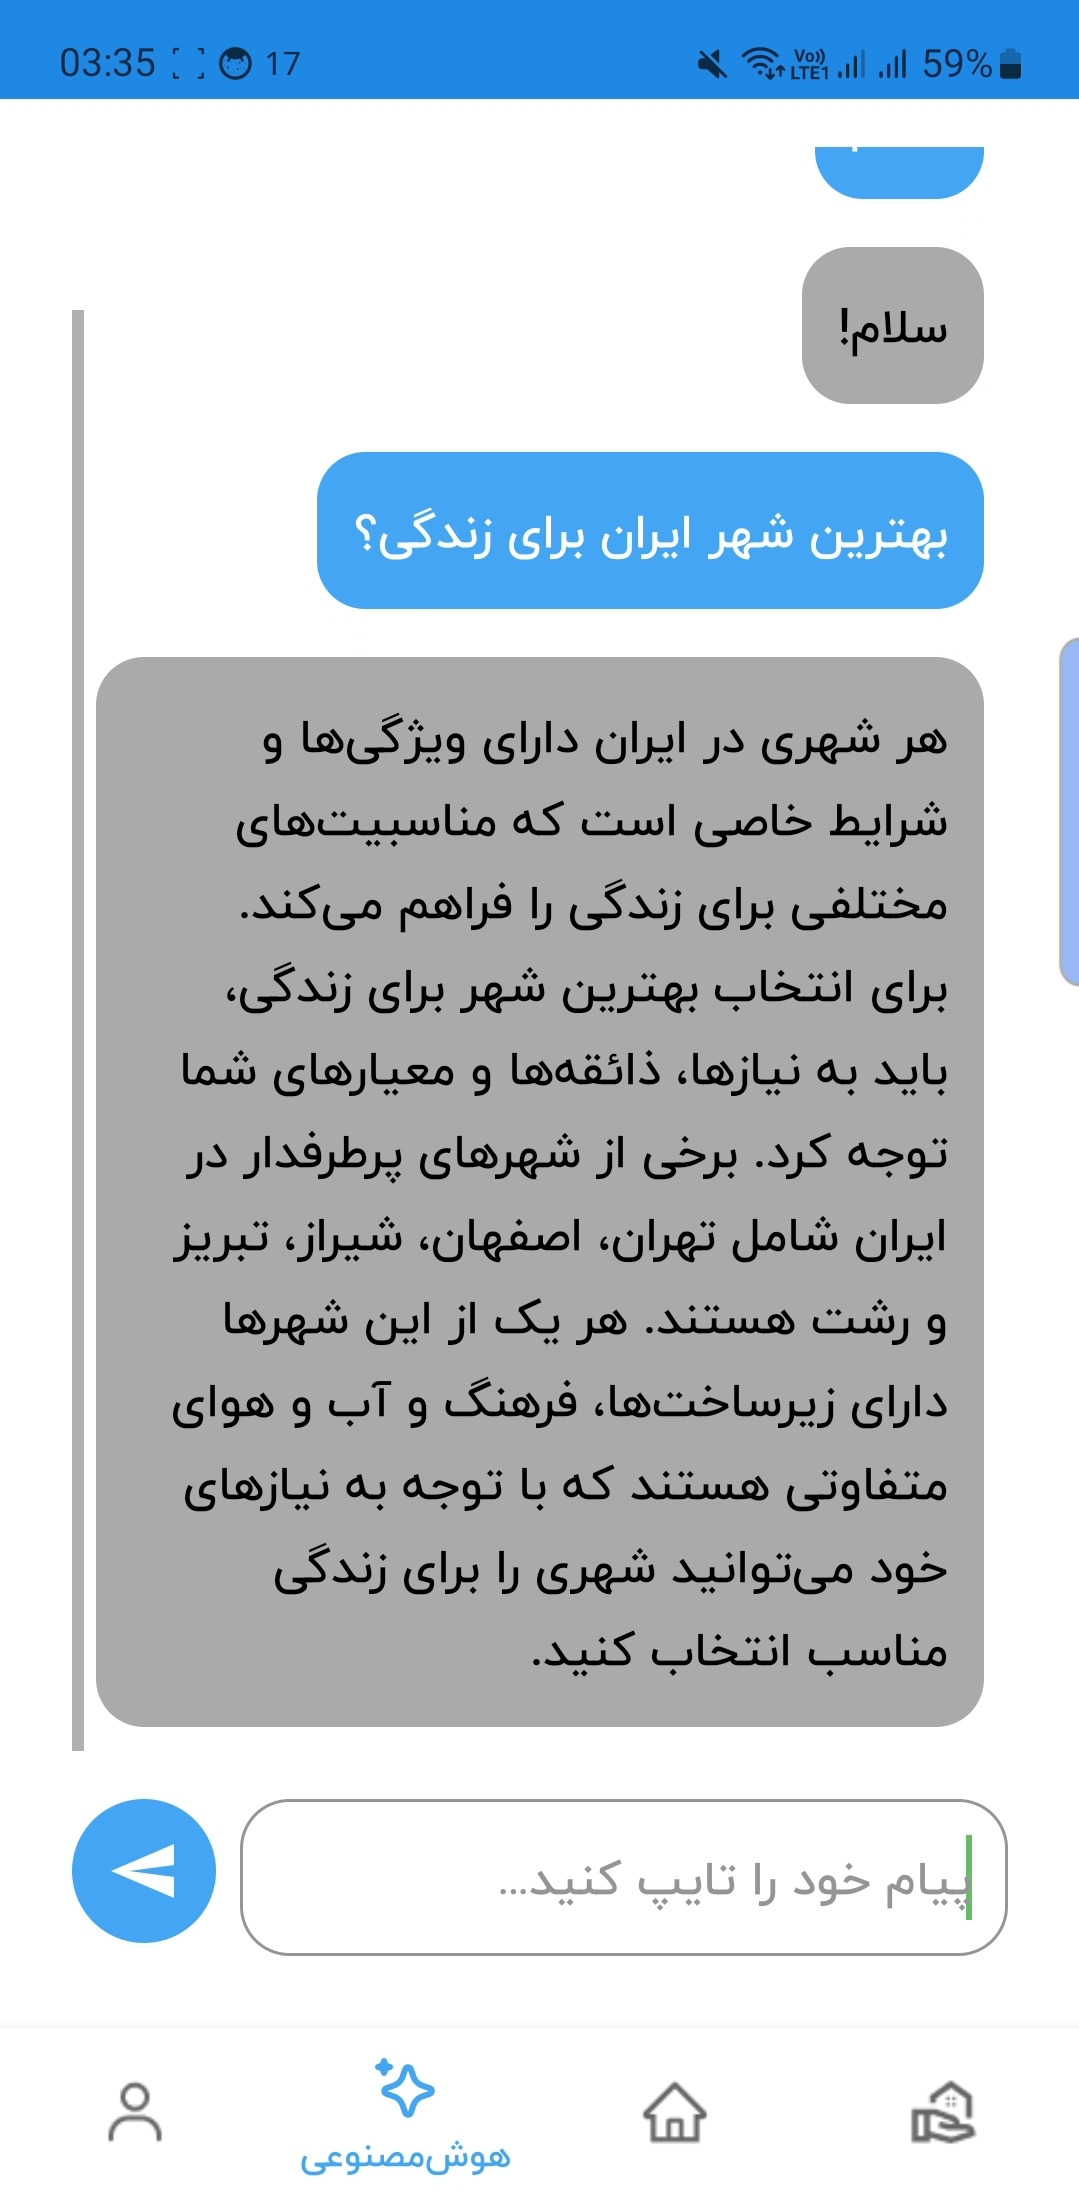 03:35 17 Vo)) LTE1 59%
سلام!
بهترین شهر ایران برای زندگی؟
هر شهری در ایران دارای ویژگی‌ها و
شرایط خاصی است که مناسبیت‌های
مختلفی برای زندگی را فراهم می‌کند.
برای انتخاب بهترین شهر برای زندگی،
باید به نیازها، ذائقه‌ها و معیارهای شما
توجه کرد. برخی از شهرهای پرطرفدار در
ایران شامل تهران، اصفهان، شیراز، تبریز
و رشت هستند. هر یک از این شهرها
دارای زیرساخت‌ها، فرهنگ و آب و هوای
متفاوتی هستند که با توجه به نیازهای
خود می‌توانید شهری را برای زندگی
مناسب انتخاب کنید.
پیام خود را تایپ کنید...
هوش‌مصنوعی